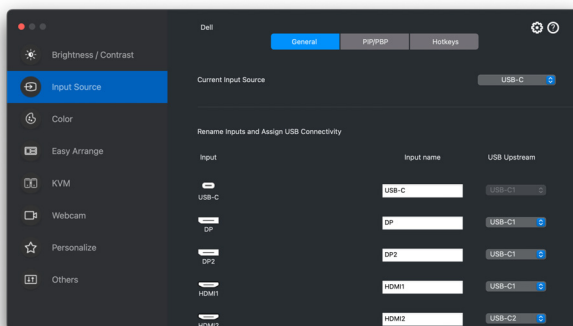 Dell
General PIP/PBP Hotkeys
Brightness / Contrast
Input Source
Color
Easy Arrange
KVM
Webcam
Personalize
Others
Current Input Source USB-C
Rename Inputs and Assign USB Connectivity
Input Input name USB Upstream
USB-C USB-C USB-C1
DP DP USB-C1
DP2 DP2 USB-C1
HDMI1 HDMI1 USB-C1
HDMI2 HDMI2 USB-C2